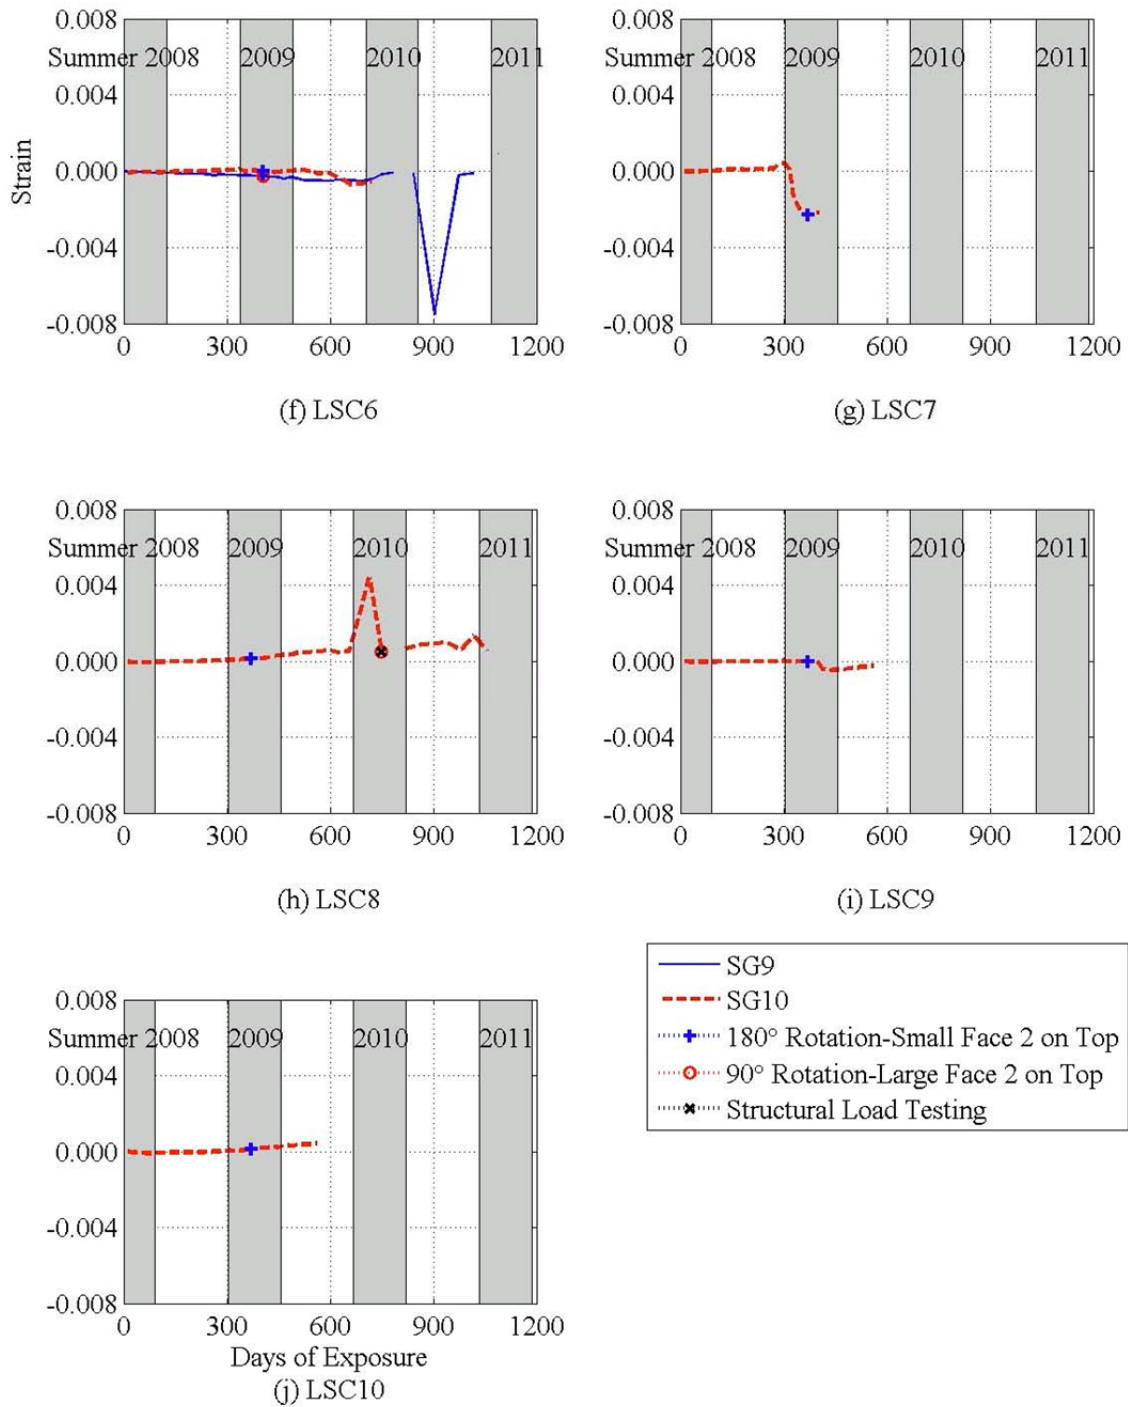 0.008
Summer 2008 2009 2010 2011
0.004
0.000
-0.004
-0.008
Strain
0 300 600 900 1200
(f) LSC6
0.008
Summer 2008 2009 2010 2011
0.004
0.000
-0.004
-0.008
0 300 600 900 1200
(g) LSC7
0.008
Summer 2008 2009 2010 2011
0.004
0.000
-0.004
-0.008
0 300 600 900 1200
(h) LSC8
0.008
Summer 2008 2009 2010 2011
0.004
0.000
-0.004
-0.008
0 300 600 900 1200
(i) LSC9
0.008
Summer 2008 2009 2010 2011
0.004
0.000
-0.004
-0.008
0 300 600 900 1200
Days of Exposure
(j) LSC10
SG9
SG10
180° Rotation-Small Face 2 on Top
90° Rotation-Large Face 2 on Top
Structural Load Testing